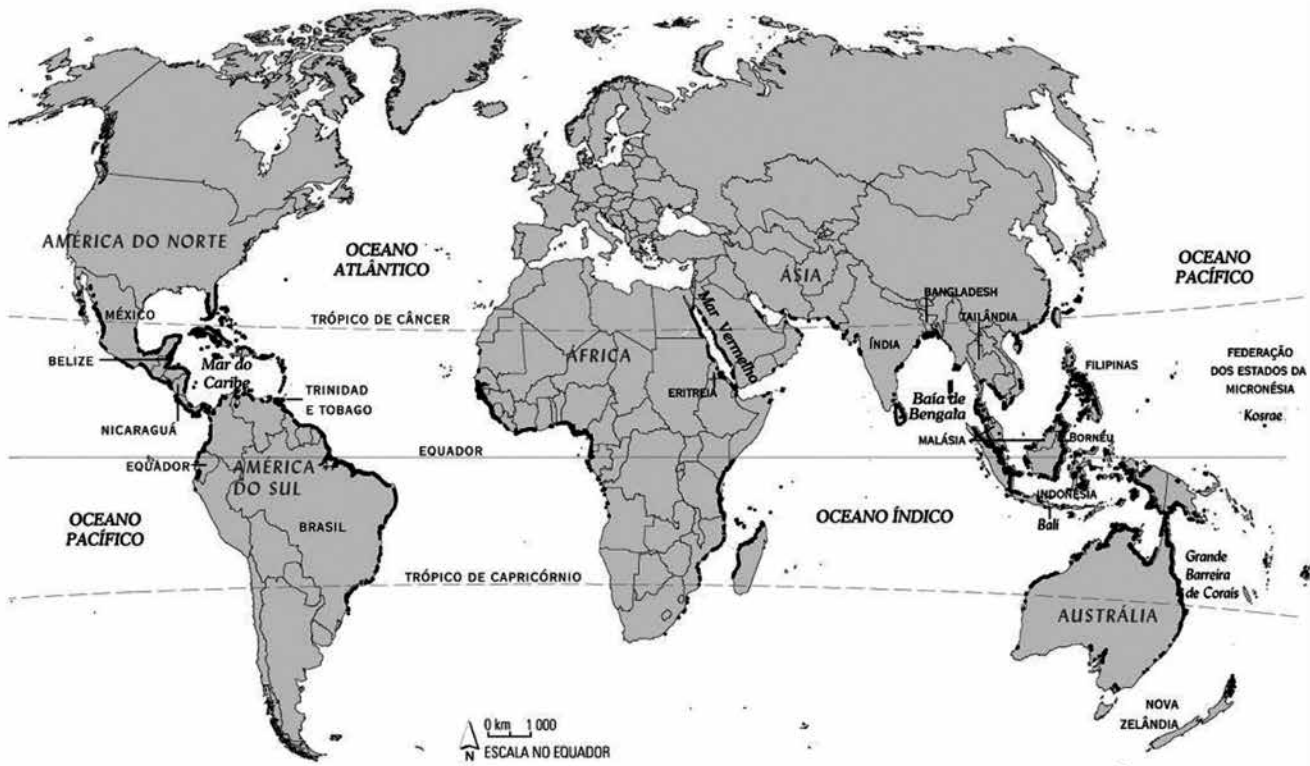 AMÉRICA DO NORTE
OCEANO
ATLÂNTICO
ÁSIA
OCEANO
PACÍFICO
BANGLADESH
TAILÂNDIA
MÉXICO
TRÓPICO DE CÂNCER
Mar Vermelho
ÍNDIA
ÁFRICA
BELIZE
Mar do
Caribe
FILIPINAS
FEDERAÇÃO
DOS ESTADOS DA
MICRONÉSIA
Kosrae
TRINIDAD
E TOBAGO
ERITREIA
Baía de
Bengala
NICARAGUÁ
MALÁSIA
BORNÉU
EQUADOR
EQUADOR
AMÉRICA
DO SUL
INDONÉSIA
OCEANO
PACÍFICO
BRASIL
OCEANO ÍNDICO
Bali
Grande
Barreira
de Corais
TRÓPICO DE CAPRICÓRNIO
AUSTRÁLIA
NOVA
ZELÂNDIA
0 km 1 000
N ESCALA NO EQUADOR